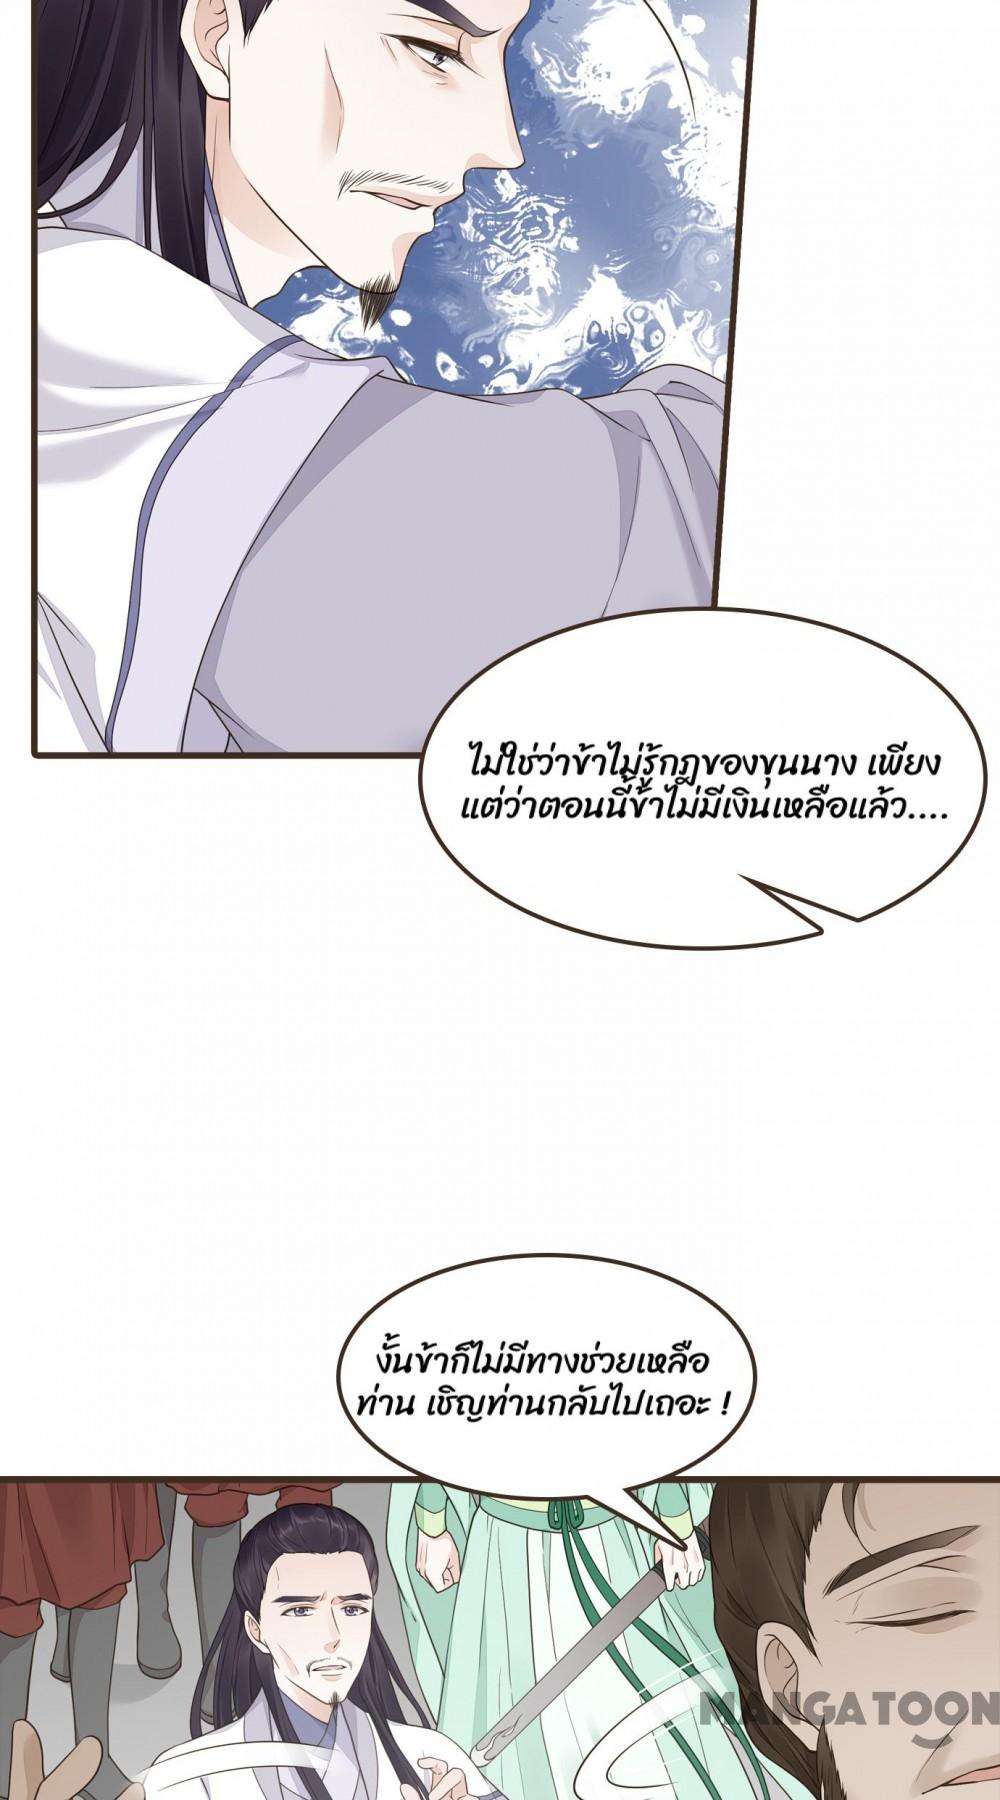 ไม่ใช่ว่าข้าไม่รู้กฎของขุนนาง เพียง
แต่ว่าตอนนี้ข้าไม่มีเงินเหลือแล้ว....
งั้นข้าก็ไม่มีทางช่วยเหลือ
ท่าน เชิญท่านกลับไปเถอะ !
MANGATOON